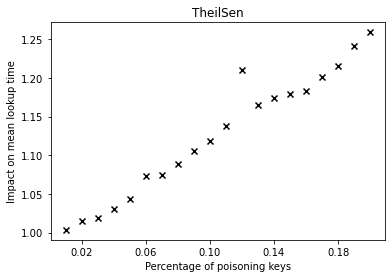 TheilSen
Impact on mean lookup time
1.25
1.20
1.15
1.10
1.05
1.00
0.02 0.06 0.10 0.14 0.18
Percentage of poisoning keys